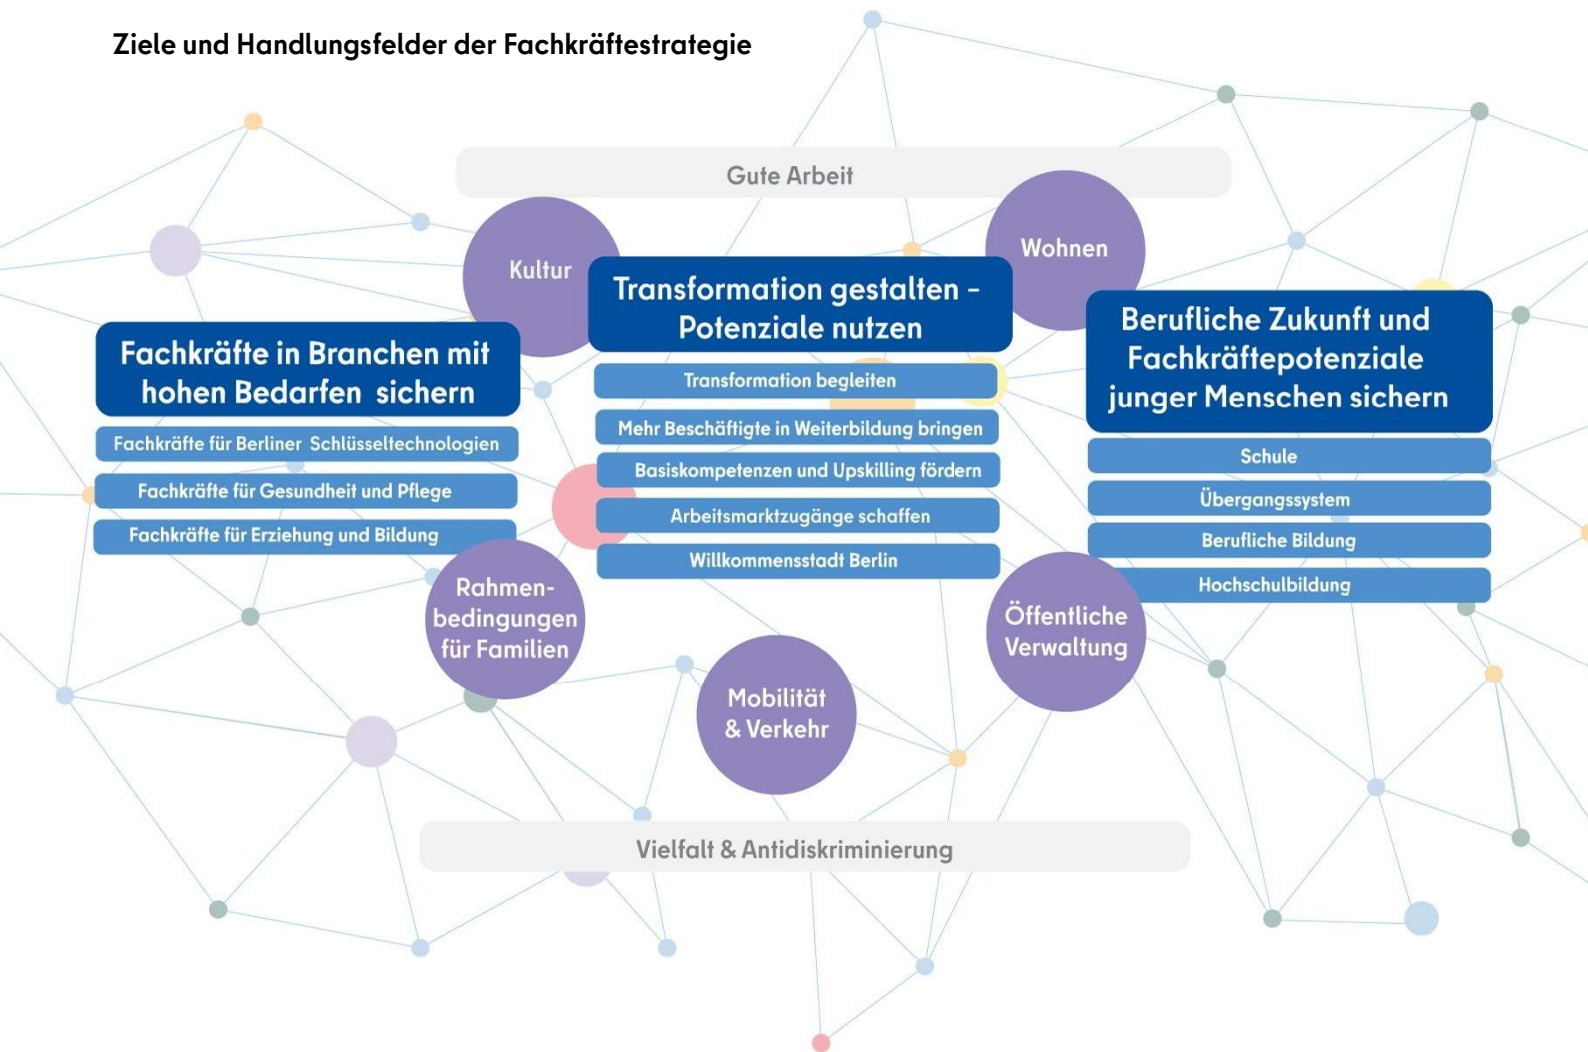 Ziele und Handlungsfelder der Fachkräftestrategie
Gute Arbeit
Kultur
Wohnen
Fachkräfte in Branchen mit
hohen Bedarfen sichern
Fachkräfte für Berliner Schlüsseltechnologien
Fachkräfte für Gesundheit und Pflege
Fachkräfte für Erziehung und Bildung
Transformation gestalten –
Potenziale nutzen
Transformation begleiten
Mehr Beschäftigte in Weiterbildung bringen
Basiskompetenzen und Upskilling fördern
Arbeitsmarktzugänge schaffen
Willkommensstadt Berlin
Berufliche Zukunft und
Fachkräftepotenziale
junger Menschen sichern
Schule
Übergangssystem
Berufliche Bildung
Hochschulbildung
Rahmen-
bedingungen
für Familien
Mobilität
& Verkehr
Öffentliche
Verwaltung
Vielfalt & Antidiskriminierung